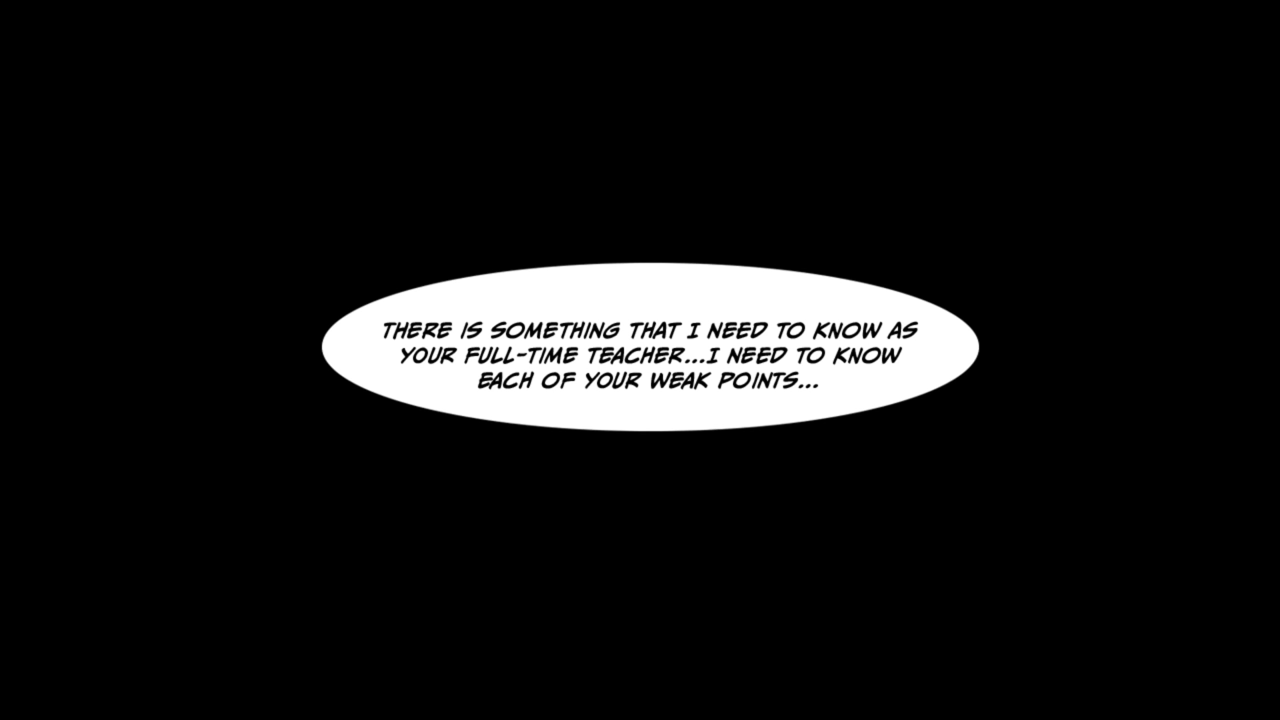 THERE IS SOMETHING THAT I NEED TO KNOW AS
YOUR FULL-TIME TEACHER...I NEED TO KNOW
EACH OF YOUR WEAK POINTS...